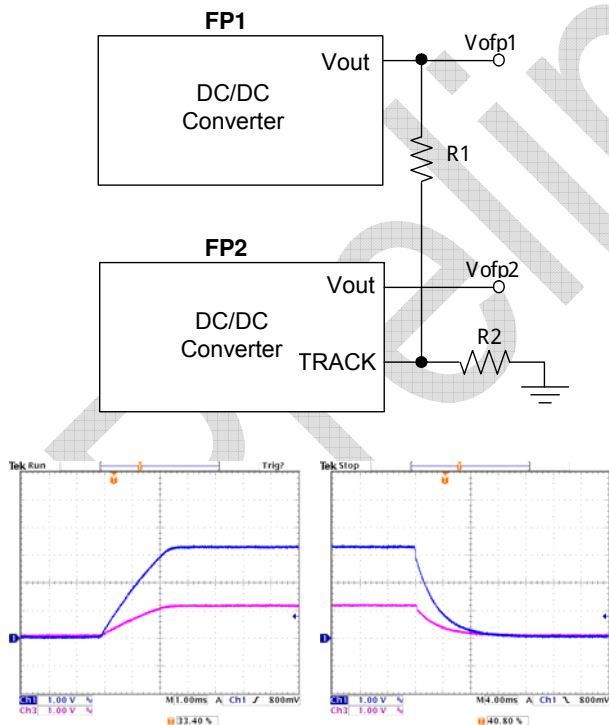 FP1
Vout
Vofp1
DC/DC
Converter
R1
FP2
Vout
Vofp2
DC/DC
Converter
R2
TRACK
Tek Run
Trig?
Tek Stop
1
1
Ch1 1.00 V M 1.00ms A Ch1 800mV
Ch3 1.00 V
33.40 %
Ch1 1.00 V M 4.00ms A Ch1 800mV
Ch3 1.00 V
40.80 %